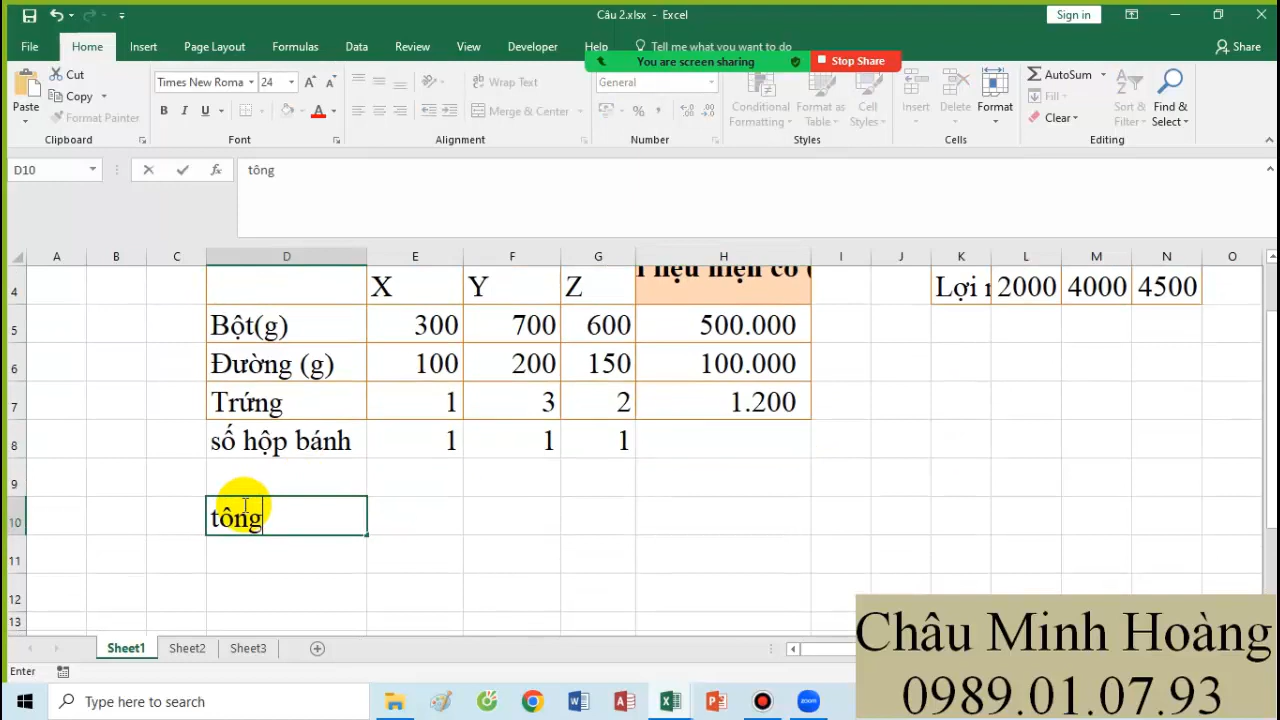 Câu 2.xlsx - Excel
Sign in
File Home Insert Page Layout Formulas Data Review View Developer Help Tell me what you want to do Share
You are screen sharing Stop Share
Paste Cut Copy Format Painter
Clipboard
Times New Roma 24
B I U A
Font
Wrap Text
Merge & Center
Alignment
General
%
Number
Conditional Formatting Format as Table Cell Styles
Styles
Insert Delete Format
Cells
AutoSum
Fill
Clear
Sort & Filter
Find & Select
Editing
D10 fx tông
A B C D E F G H I J K L M N O
4 X Y Z liệu hiện có ( Lợi 2000 4000 4500
5 Bột(g) 300 700 600 500.000
6 Đường (g) 100 200 150 100.000
7 Trứng 1 3 2 1.200
8 số hộp bánh 1 1 1
9
10 tông
11
12
13
Sheet1 Sheet2 Sheet3
Enter
Type here to search
Châu Minh Hoàng
0989.01.07.93